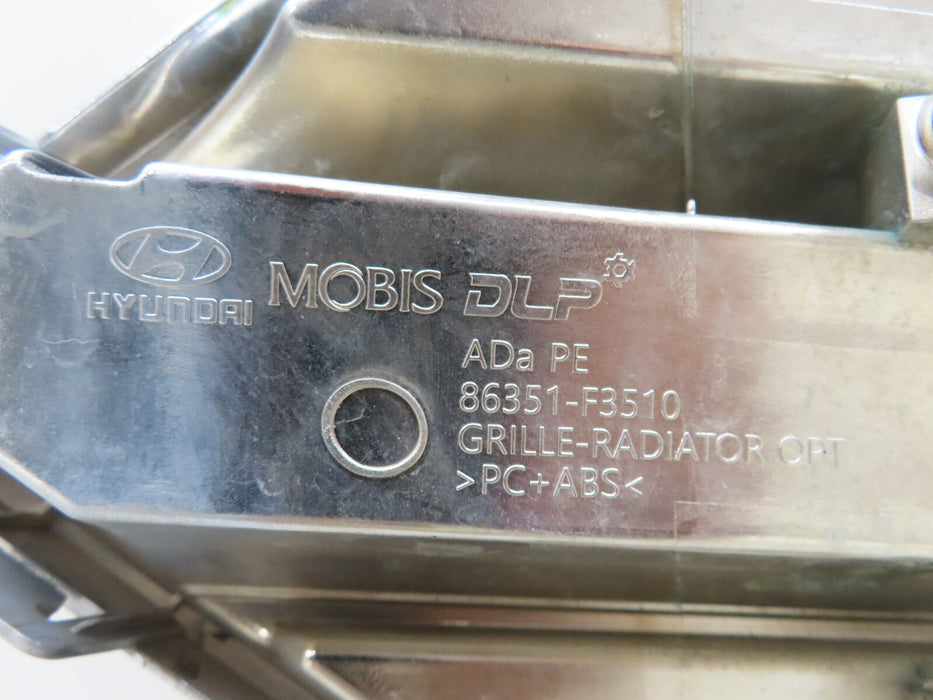 HYUNDAI MOBIS DLP
ADa PE
86351-F3510
GRILLE-RADIATOR OPT
>PC+ABS<